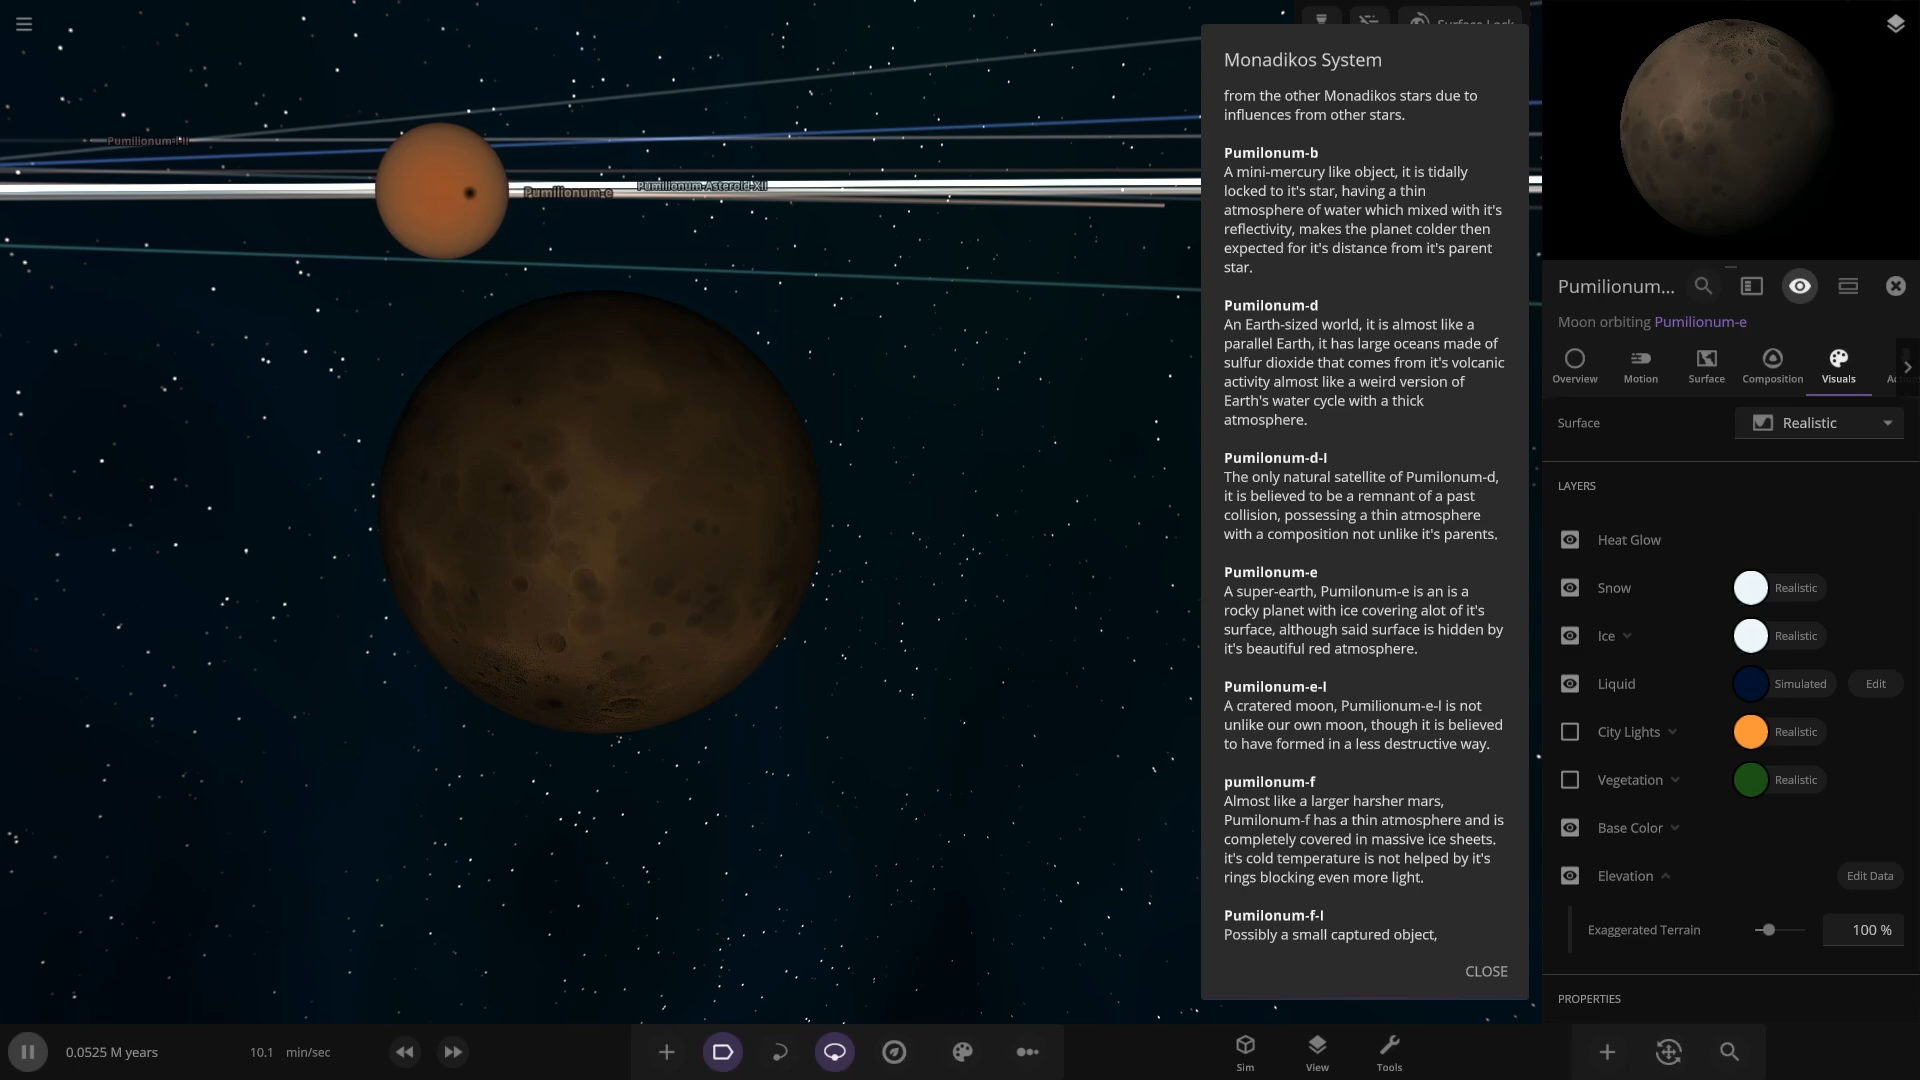 Surface Lock
Monadikos System
from the other Monadikos stars due to
influences from other stars.
Pumilonum-b
A mini-mercury like object, it is tidally
locked to it's star, having a thin
atmosphere of water which mixed with it's
reflectivity, makes the planet colder then
expected for it's distance from it's parent
star.
Pumilonum-d
An Earth-sized world, it is almost like a
parallel Earth, it has large oceans made of
sulfur dioxide that comes from it's volcanic
activity almost like a weird version of
Earth's water cycle with a thick
atmosphere.
Pumilonum-d-I
The only natural satellite of Pumilonum-d,
it is believed to be a remnant of a past
collision, possessing a thin atmosphere
with a composition not unlike it's parents.
Pumilonum-e
A super-earth, Pumilonum-e is an is a
rocky planet with ice covering alot of it's
surface, although said surface is hidden by
it's beautiful red atmosphere.
Pumilonum-e-I
A cratered moon, Pumilionum-e-I is not
unlike our own moon, though it is believed
to have formed in a less destructive way.
pumilonum-f
Almost like a larger harsher mars,
Pumilonum-f has a thin atmosphere and is
completely covered in massive ice sheets.
it's cold temperature is not helped by it's
rings blocking even more light.
Pumilonum-f-I
Possibly a small captured object,
CLOSE
Pumilionum-e
Pumilionum-Asteroid-XII
Pumilionum...
Moon orbiting Pumilionum-e
Overview
Motion
Surface
Composition
Visuals
Surface
Realistic
LAYERS
Heat Glow
Snow
Realistic
Ice
Realistic
Liquid
Simulated
Edit
City Lights
Realistic
Vegetation
Realistic
Base Color
Elevation
Edit Data
Exaggerated Terrain
100 %
PROPERTIES
0.0525 M years
10.1 min/sec
Sim
View
Tools